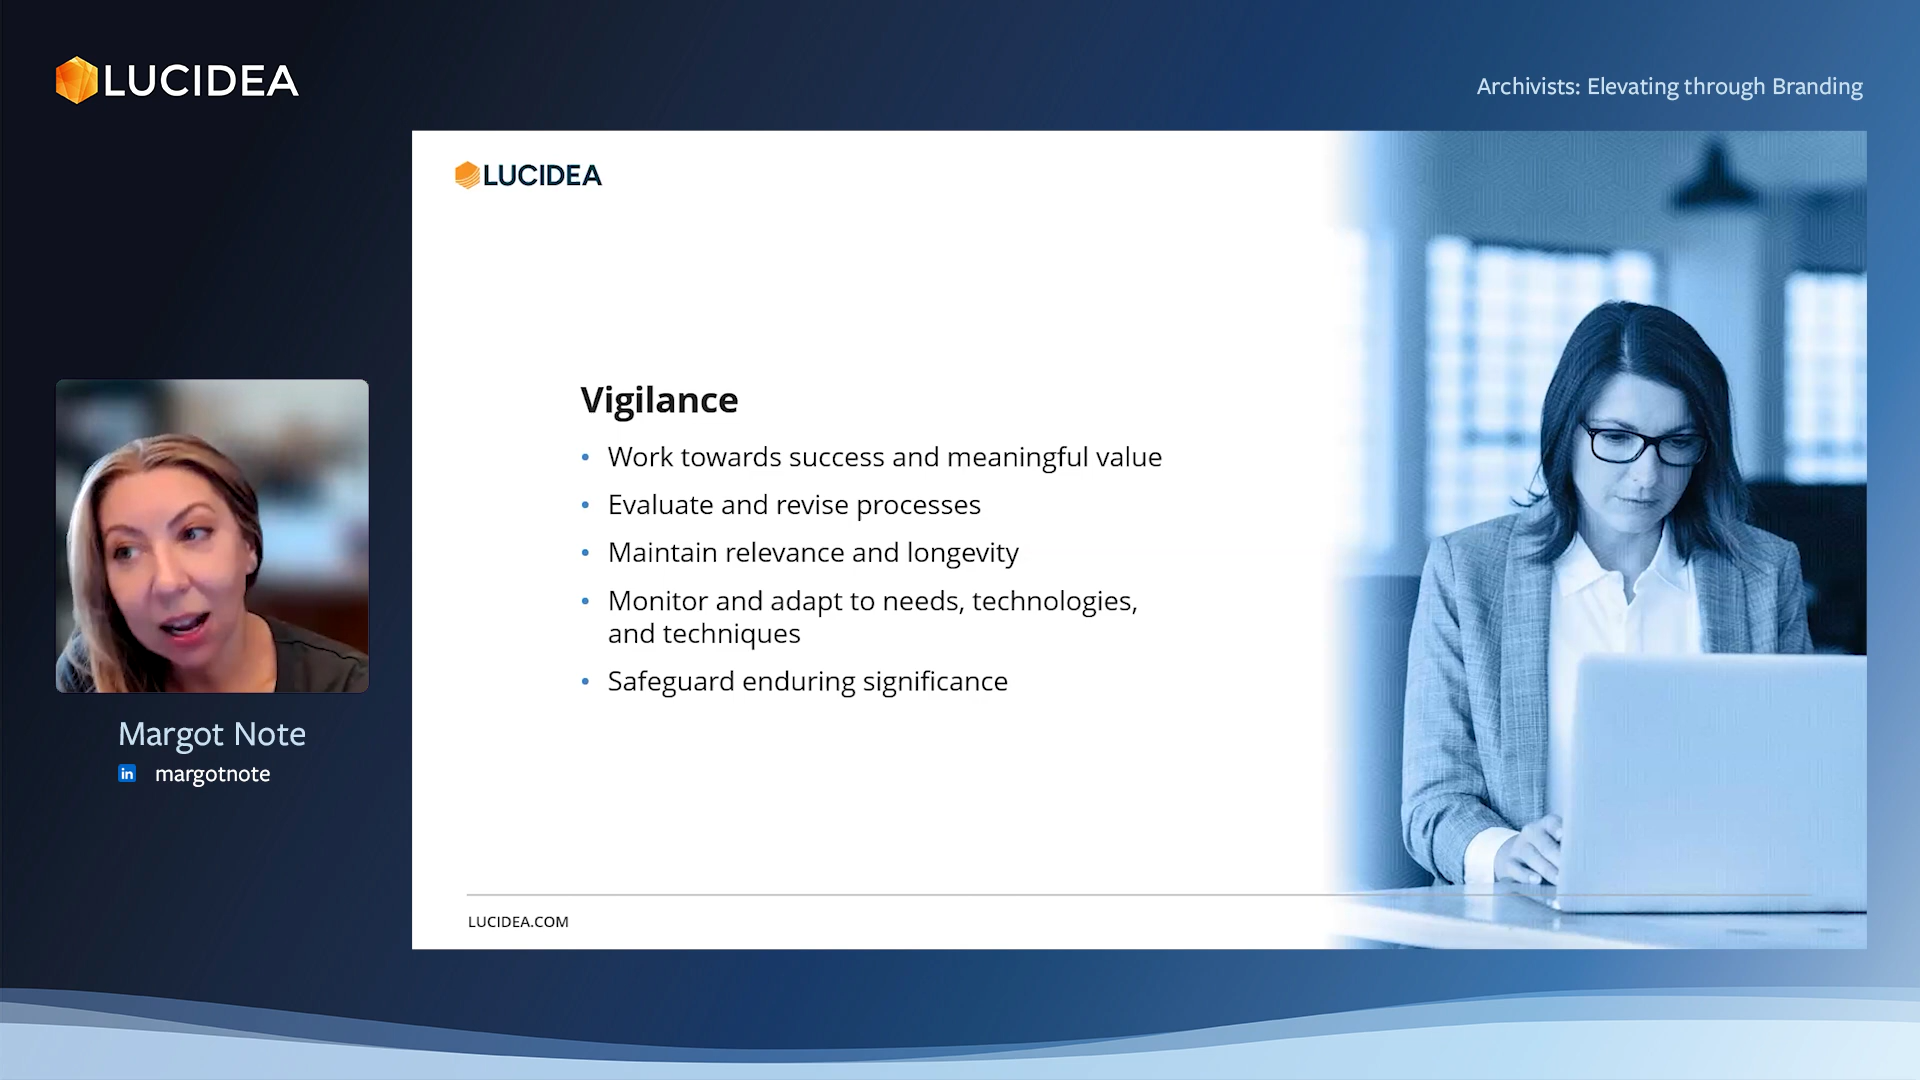 LUCIDEA
Archivists: Elevating through Branding
LUCIDEA
Vigilance
• Work towards success and meaningful value
• Evaluate and revise processes
• Maintain relevance and longevity
• Monitor and adapt to needs, technologies,
and techniques
• Safeguard enduring significance
Margot Note
in margotnote
LUCIDEA.COM